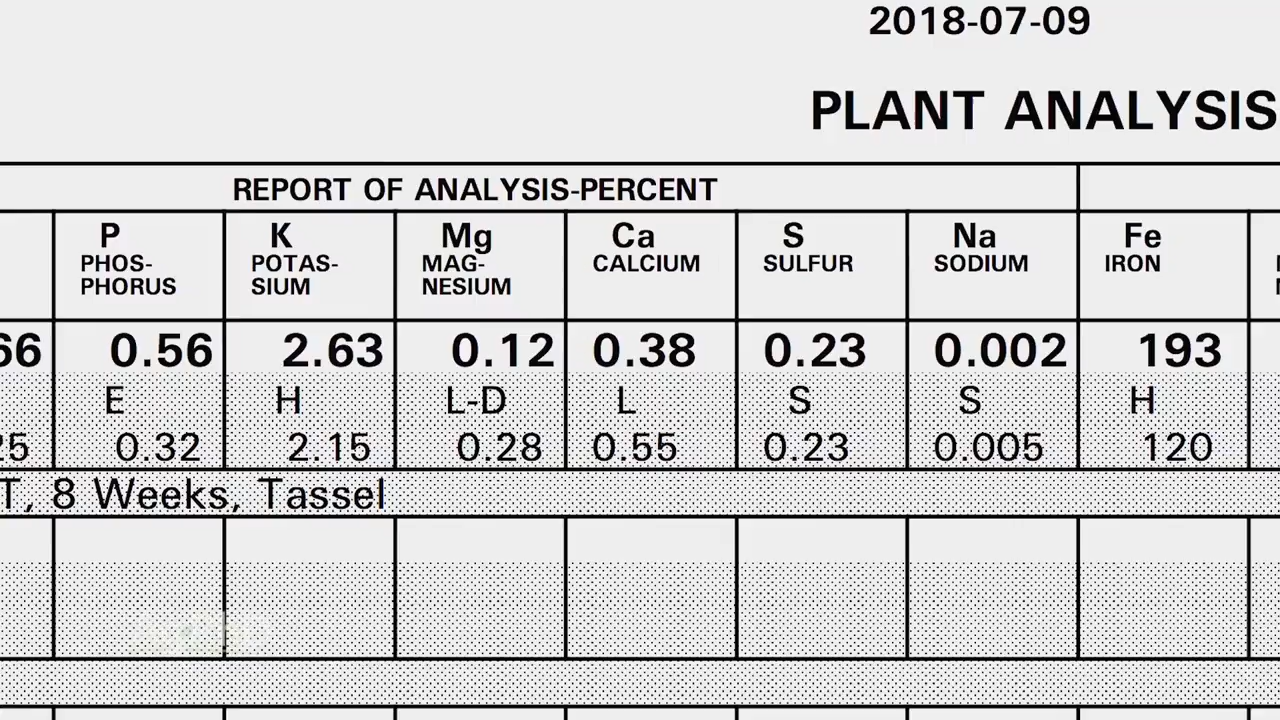 2018-07-09
PLANT ANALYSIS
REPORT OF ANALYSIS-PERCENT
P K Mg Ca S Na Fe
PHOS- POTAS- MAG- CALCIUM SULFUR SODIUM IRON
PHORUS SIUM NESIUM
66 0.56 2.63 0.12 0.38 0.23 0.002 193
E H L-D L S S H
25 0.32 2.15 0.28 0.55 0.23 0.005 120
T, 8 Weeks, Tassel